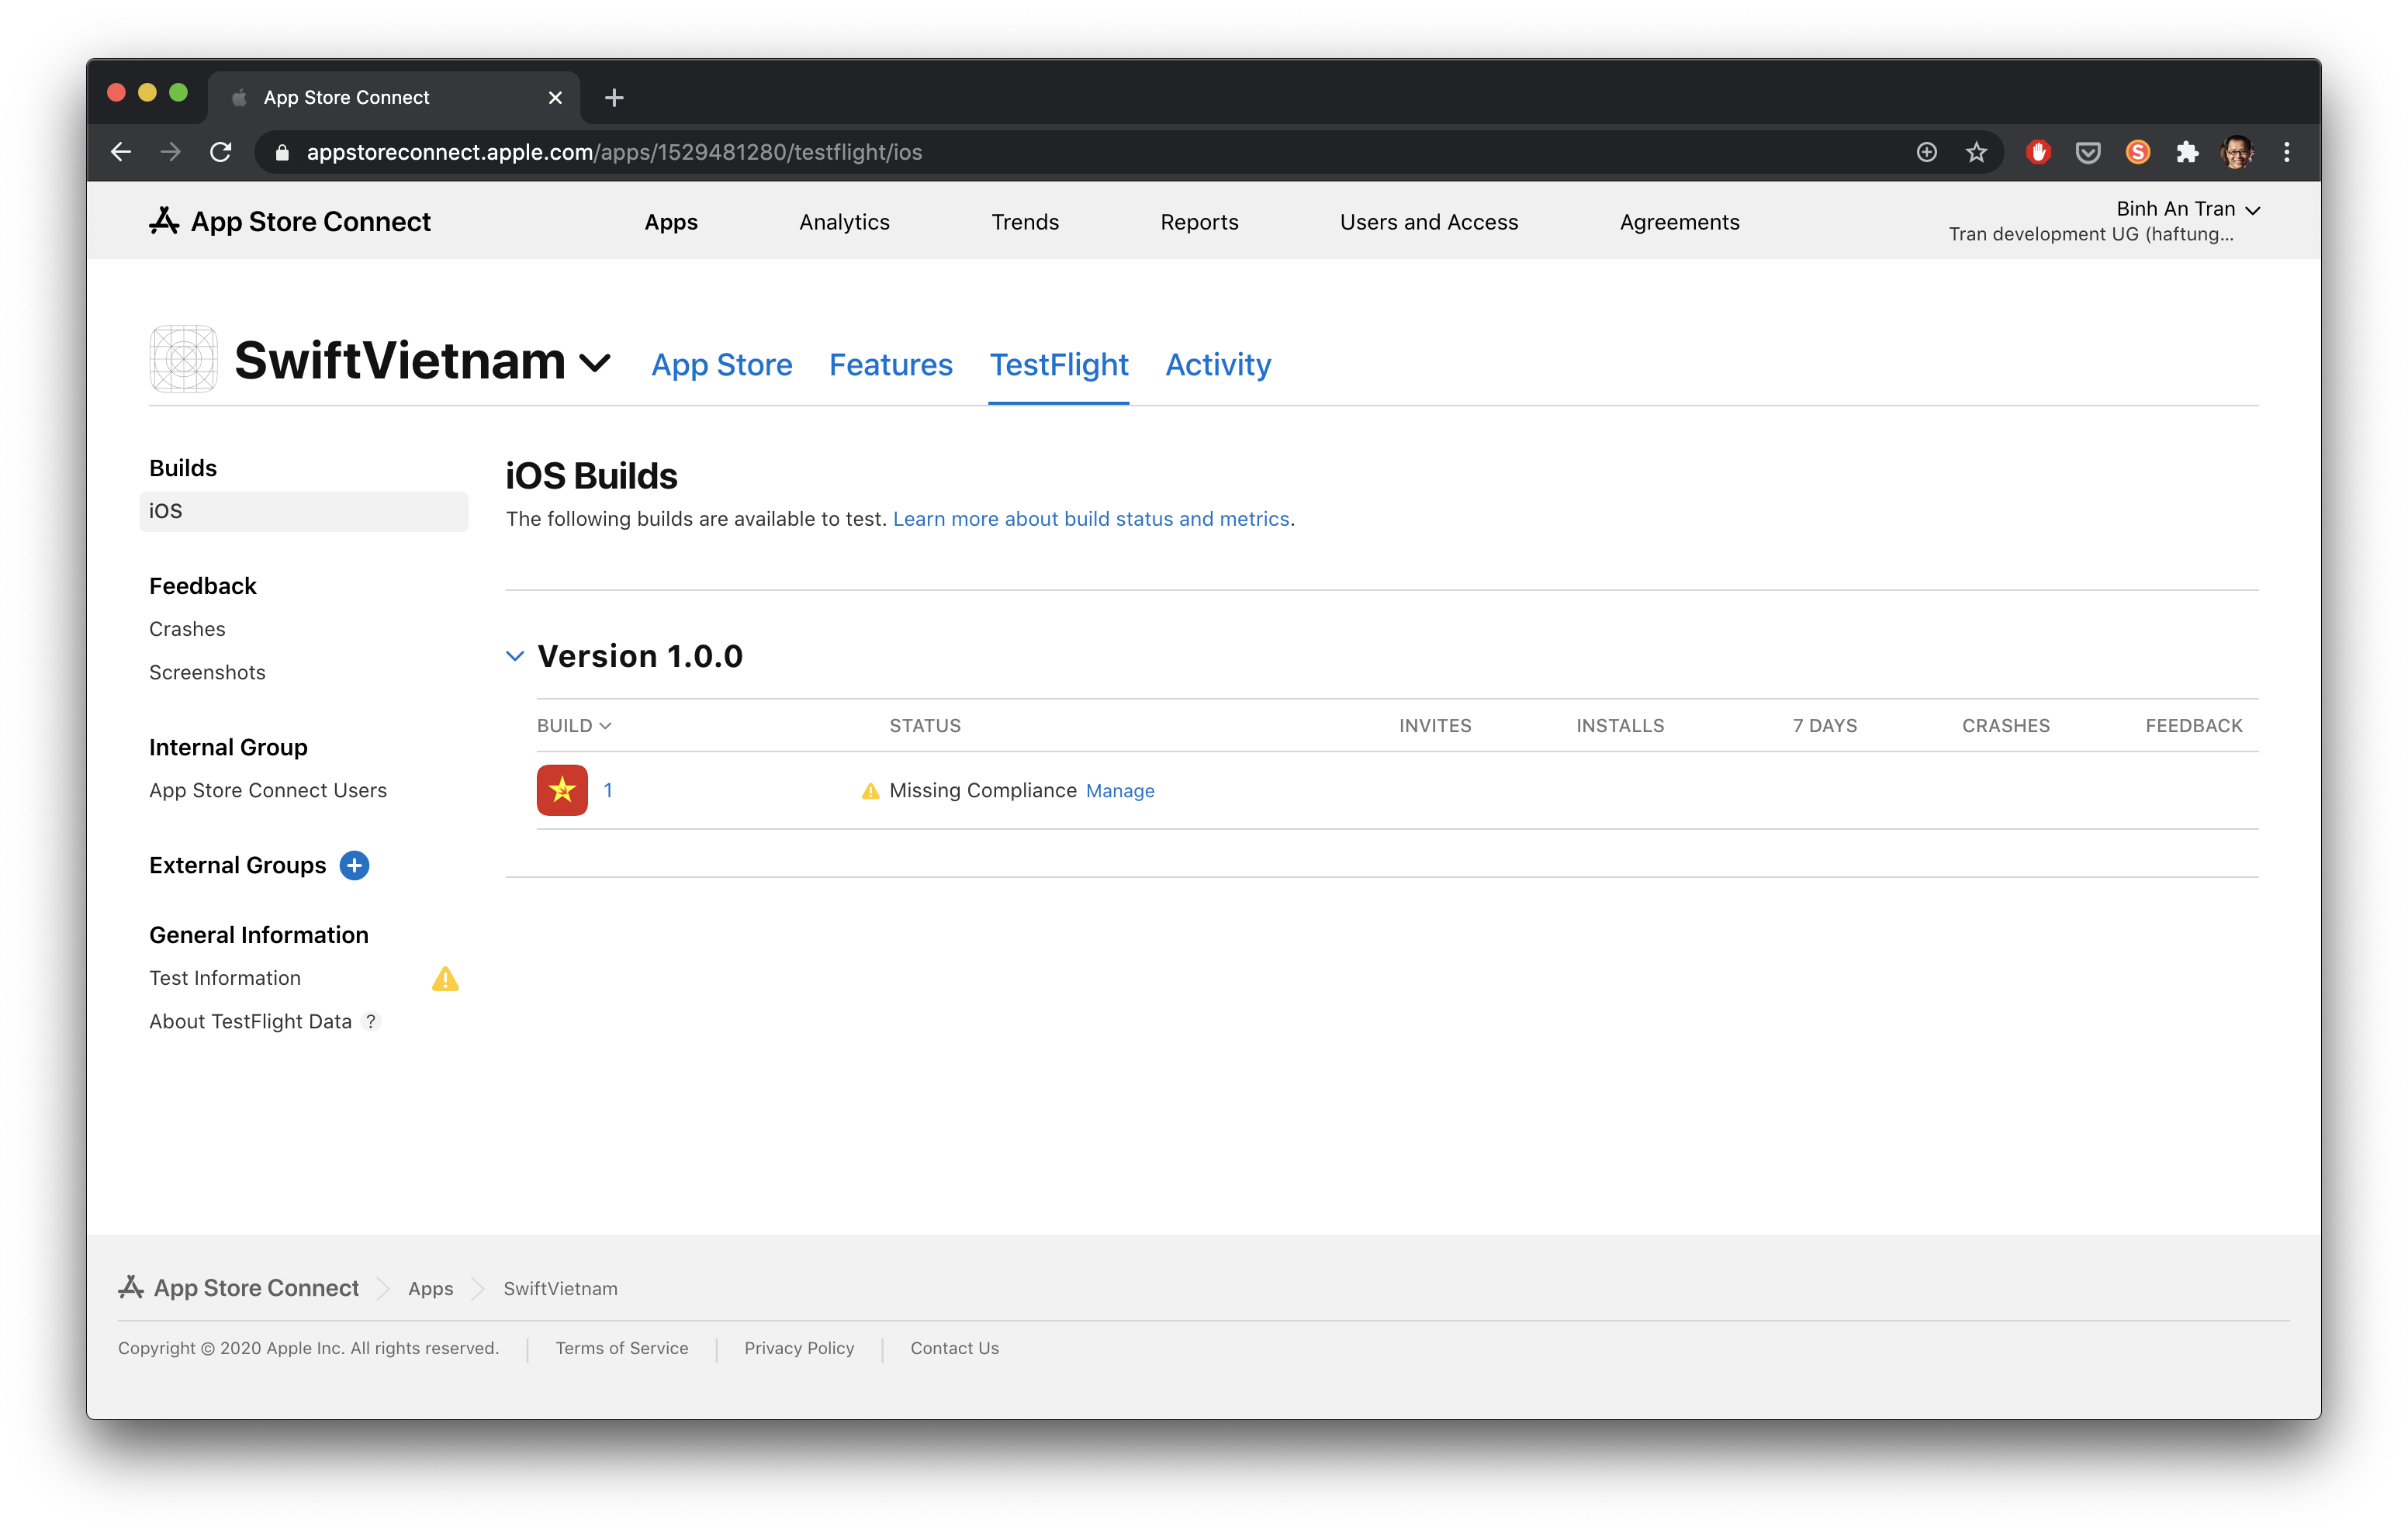 App Store Connect
appstoreconnect.apple.com/apps/1529481280/testflight/ios
App Store Connect
Apps
Analytics
Trends
Reports
Users and Access
Agreements
Binh An Tran
Tran development UG (haftung...
SwiftVietnam
App Store
Features
TestFlight
Activity
Builds
iOS
Feedback
Crashes
Screenshots
Internal Group
App Store Connect Users
External Groups
General Information
Test Information
About TestFlight Data ?
iOS Builds
The following builds are available to test. Learn more about build status and metrics.
Version 1.0.0
BUILD STATUS INVITES INSTALLS 7 DAYS CRASHES FEEDBACK
1 Missing Compliance Manage
App Store Connect Apps SwiftVietnam
Copyright © 2020 Apple Inc. All rights reserved. Terms of Service Privacy Policy Contact Us